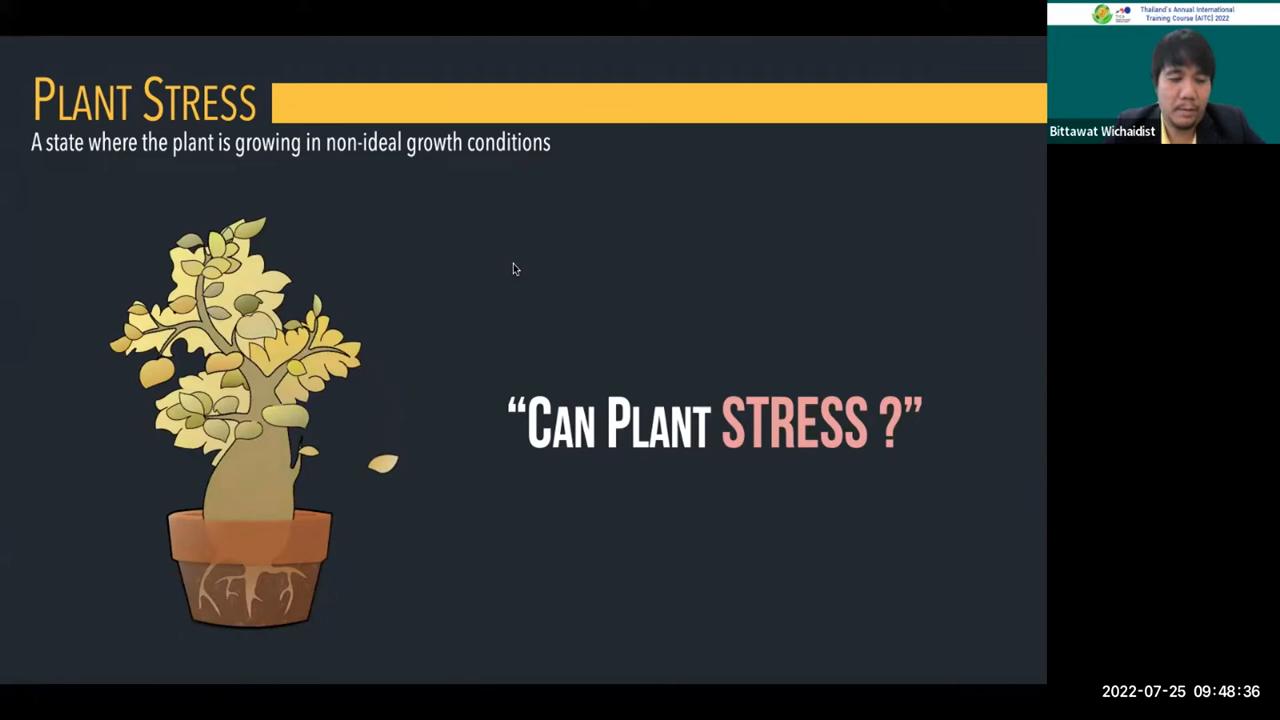 PLANT STRESS
A state where the plant is growing in non-ideal growth conditions
“CAN PLANT STRESS ?”
Thailand's Annual International
Training Course (AITC) 2022
Bittawat Wichaidist
2022-07-25 09:48:36